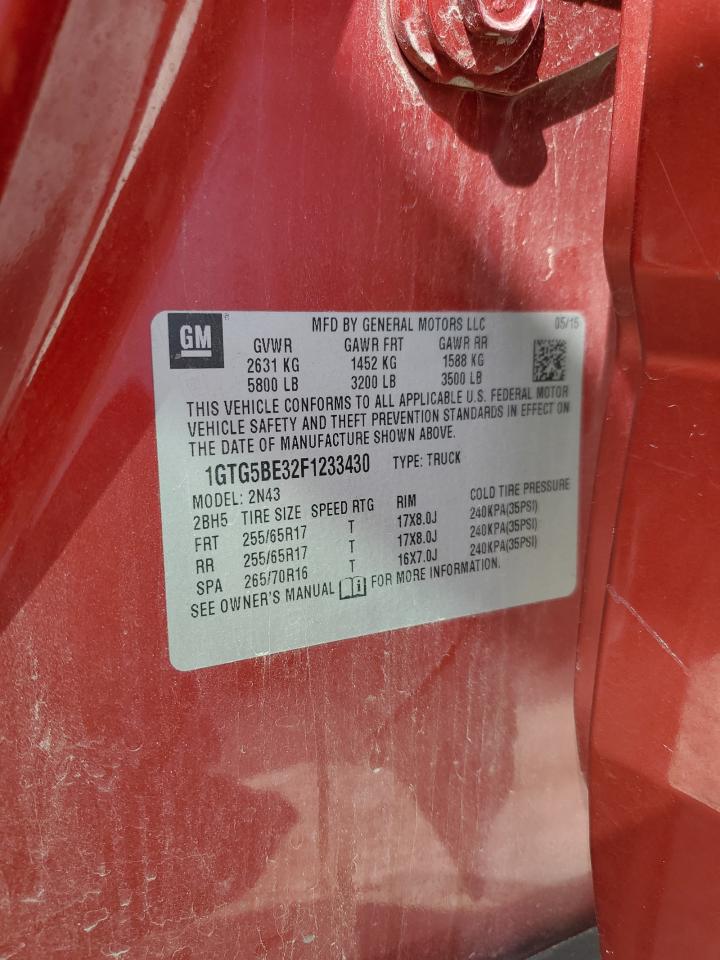 GM
MFD BY GENERAL MOTORS LLC 05/15
GVWR GAWR FRT GAWR RR
2631 KG 1452 KG 1588 KG
5800 LB 3200 LB 3500 LB
THIS VEHICLE CONFORMS TO ALL APPLICABLE U.S. FEDERAL MOTOR
VEHICLE SAFETY AND THEFT PREVENTION STANDARDS IN EFFECT ON
THE DATE OF MANUFACTURE SHOWN ABOVE.
1GTG5BE32F1233430 TYPE: TRUCK
MODEL: 2N43
2BH5 TIRE SIZE SPEED RTG RIM COLD TIRE PRESSURE
FRT 255/65R17 T 17X8.0J 240KPA(35PSI)
RR 255/65R17 T 17X8.0J 240KPA(35PSI)
SPA 265/70R16 T 16X7.0J 240KPA(35PSI)
SEE OWNER'S MANUAL FOR MORE INFORMATION.